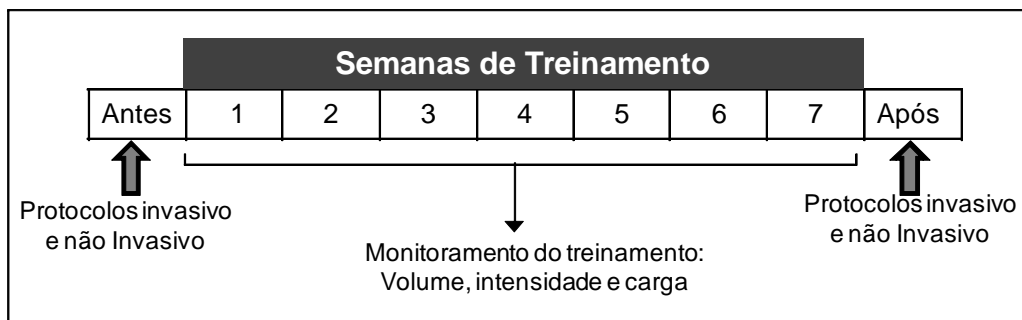 Semanas de Treinamento
Antes 1 2 3 4 5 6 7 Após
Protocolos invasivo
e não Invasivo
Protocolos invasivo
e não Invasivo
Monitoramento do treinamento:
Volume, intensidade e carga